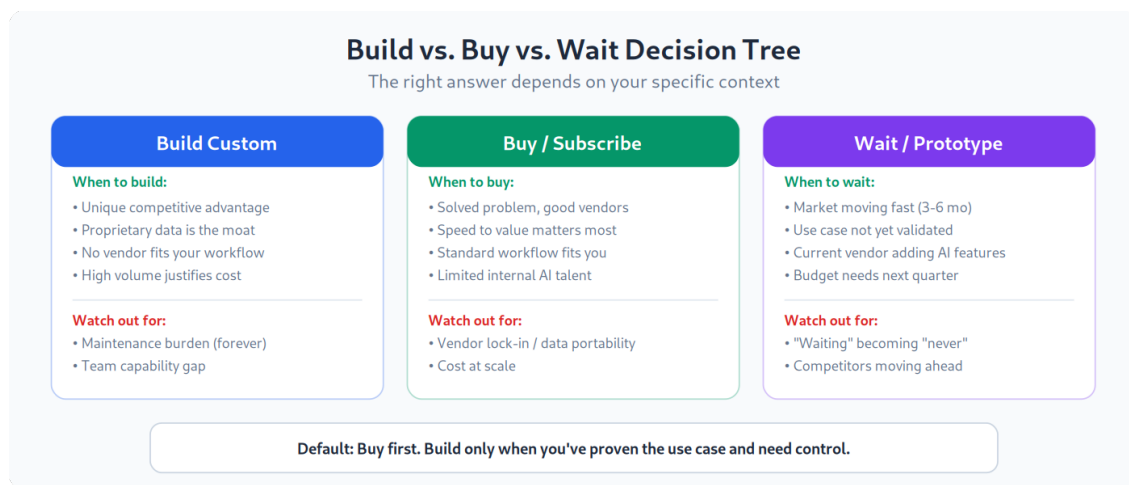 Build vs. Buy vs. Wait Decision Tree
The right answer depends on your specific context
Build Custom
When to build:
• Unique competitive advantage
• Proprietary data is the moat
• No vendor fits your workflow
• High volume justifies cost
Watch out for:
• Maintenance burden (forever)
• Team capability gap
Buy / Subscribe
When to buy:
• Solved problem, good vendors
• Speed to value matters most
• Standard workflow fits you
• Limited internal AI talent
Watch out for:
• Vendor lock-in / data portability
• Cost at scale
Wait / Prototype
When to wait:
• Market moving fast (3-6 mo)
• Use case not yet validated
• Current vendor adding AI features
• Budget needs next quarter
Watch out for:
• "Waiting" becoming "never"
• Competitors moving ahead
Default: Buy first. Build only when you've proven the use case and need control.